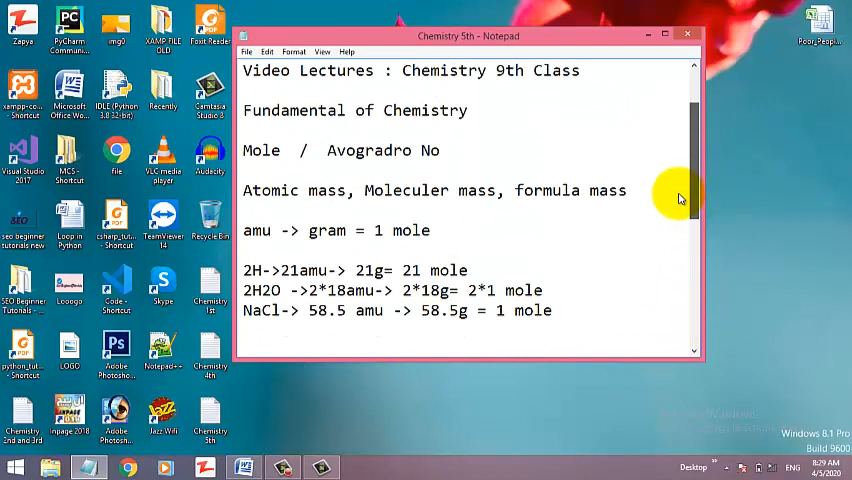 Zapya
PyCharm Communi...
img0
XAMP FILE OLD
Foxit Reader
xampp-co... - Shortcut
Microsoft Office Wo...
IDLE (Python 3.8 32-bit)
Recently
Camtasia Studio 8
Visual Studio 2017
MCS - Shortcut
file
VLC media player
Audacity
seo beginner tutorials new
Loop in Python
csharp_tut... - Shortcut
TeamViewer 14
Recycle Bin
SEO Beginner Tutorials - ...
Looogo
Code - Shortcut
Skype
Chemistry 1st
python_tut... - Shortcut
LOGO
Adobe Photosho...
Notepad++
Chemistry 4th
Chemistry 2nd and 3rd
Inpage 2018
Adobe Photosh...
Jazz Wifi
Chemistry 5th
Chemistry 5th - Notepad
File Edit Format View Help
Video Lectures : Chemistry 9th Class
Fundamental of Chemistry
Mole / Avogradro No
Atomic mass, Moleculer mass, formula mass
amu -> gram = 1 mole
2H->21amu-> 21g= 21 mole
2H2O ->2*18amu-> 2*18g= 2*1 mole
NaCl-> 58.5 amu -> 58.5g = 1 mole
Poor_Peopl...
Windows 8.1 Pro
Build 9600
Desktop
ENG
8:29 AM
4/5/2020